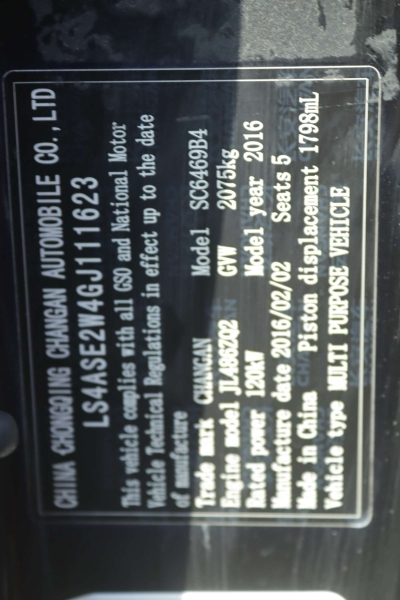 CHINA CHONGQING CHANGAN AUTOMOBILE CO.,LTD
LS4ASE2W4GJ111623
This vehicle complies with all GSO and National Motor
Vehicle Technical Regulations in effect up to the date
of manufacture
Trade mark CHANGAN Model SC6469B4
Engine model JL486ZQ2 GVW 2075kg
Rated power 120kW Model year 2016
Manufacture date 2016/02/02 Seats 5
Made in China Piston displacement 1798mL
Vehicle type MULTI PURPOSE VEHICLE